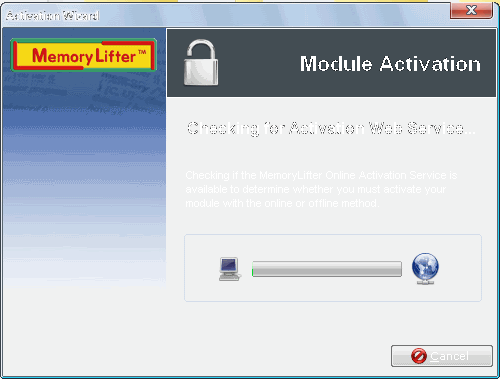 Activation Wizard
MemoryLifter™
Module Activation
Checking for Activation Web Service...
Checking if the MemoryLifter Online Activation Service is
available to determine whether you must activate your
module with the online or offline method
Cancel